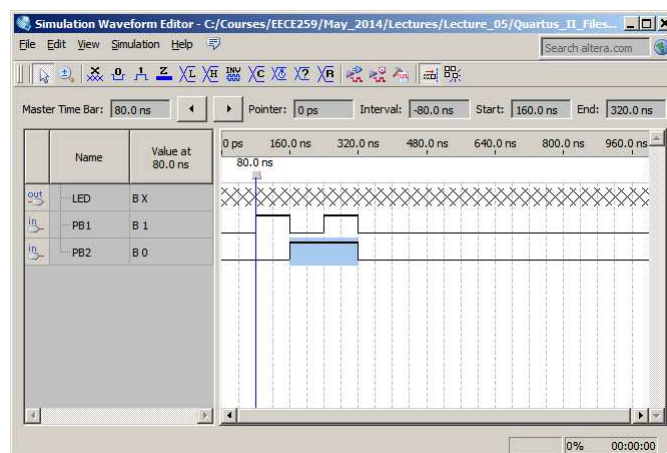 Simulation Waveform Editor - C:/Courses/EECE259/May_2014/Lectures/Lecture_05/Quartus_II_Files...
File Edit View Simulation Help Search altera.com
Master Time Bar: 80.0 ns Pointer: 0 ps Interval: -80.0 ns Start: 160.0 ns End: 320.0 ns
Name Value at 80.0 ns
0 ps 160.0 ns 320.0 ns 480.0 ns 640.0 ns 800.0 ns 960.0 ns
80.0 ns
out LED B X
in PB1 B 1
in PB2 B 0
0% 00:00:00